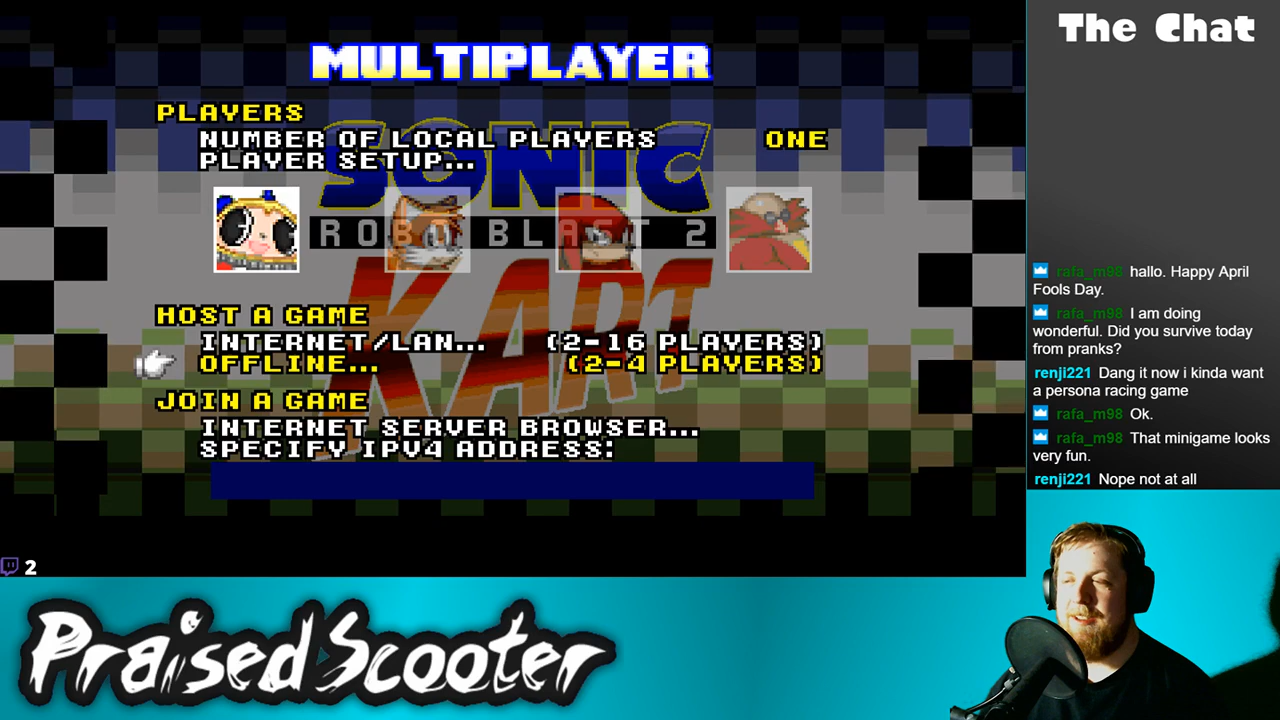 MULTIPLAYER
PLAYERS
NUMBER OF LOCAL PLAYERS ONE
PLAYER SETUP...
SONIC
ROBO BLAST 2
KART
HOST A GAME
INTERNET/LAN... (2-16 PLAYERS)
OFFLINE... (2-4 PLAYERS)
JOIN A GAME
INTERNET SERVER BROWSER...
SPECIFY IPV4 ADDRESS:
2
PraisedScooter
The Chat
rafa_m98 hallo. Happy April
Fools Day.
rafa_m98 I am doing
wonderful. Did you survive today
from pranks?
renji221 Dang it now i kinda want
a persona racing game
rafa_m98 Ok.
rafa_m98 That minigame looks
very fun.
renji221 Nope not at all